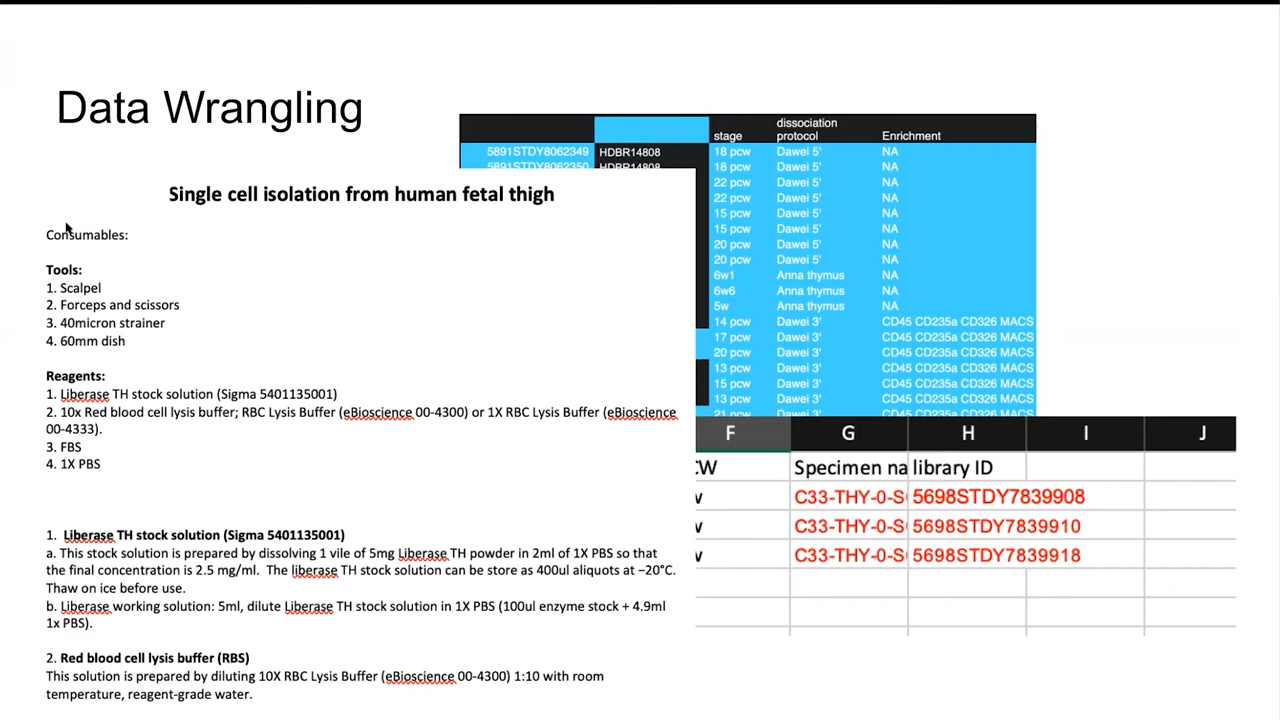 Data Wrangling
stage dissociation protocol Enrichment
5891STDY8062349 HDBR14808 18 pcw Dawei 5' NA
5891STDY8062350 HDBR14808 18 pcw Dawei 5' NA
22 pcw Dawei 5' NA
22 pcw Dawei 5' NA
15 pcw Dawei 5' NA
15 pcw Dawei 5' NA
20 pcw Dawei 5' NA
20 pcw Dawei 5' NA
6w1 Anna thymus NA
6w6 Anna thymus NA
5w Anna thymus NA
14 pcw Dawei 3' CD45 CD235a CD326 MACS
17 pcw Dawei 3' CD45 CD235a CD326 MACS
20 pcw Dawei 3' CD45 CD235a CD326 MACS
13 pcw Dawei 3' CD45 CD235a CD326 MACS
15 pcw Dawei 3' CD45 CD235a CD326 MACS
13 pcw Dawei 3' CD45 CD235a CD326 MACS
21 pcw Dawei 3' CD45 CD235a CD326 MACS
Single cell isolation from human fetal thigh
Consumables:
Tools:
1. Scalpel
2. Forceps and scissors
3. 40micron strainer
4. 60mm dish
Reagents:
1. Liberase TH stock solution (Sigma 5401135001)
2. 10x Red blood cell lysis buffer; RBC Lysis Buffer (eBioscience 00-4300) or 1X RBC Lysis Buffer (eBioscience
00-4333).
3. FBS
4. 1X PBS
1. Liberase TH stock solution (Sigma 5401135001)
a. This stock solution is prepared by dissolving 1 vile of 5mg Liberase TH powder in 2ml of 1X PBS so that
the final concentration is 2.5 mg/ml. The liberase TH stock solution can be store as 400ul aliquots at −20°C.
Thaw on ice before use.
b. Liberase working solution: 5ml, dilute Liberase TH stock solution in 1X PBS (100ul enzyme stock + 4.9ml
1x PBS).
2. Red blood cell lysis buffer (RBS)
This solution is prepared by diluting 10X RBC Lysis Buffer (eBioscience 00-4300) 1:10 with room
temperature, reagent-grade water.
F G H I J
CW Specimen na library ID
w C33-THY-0-S 5698STDY7839908
w C33-THY-0-S 5698STDY7839910
w C33-THY-0-S 5698STDY7839918